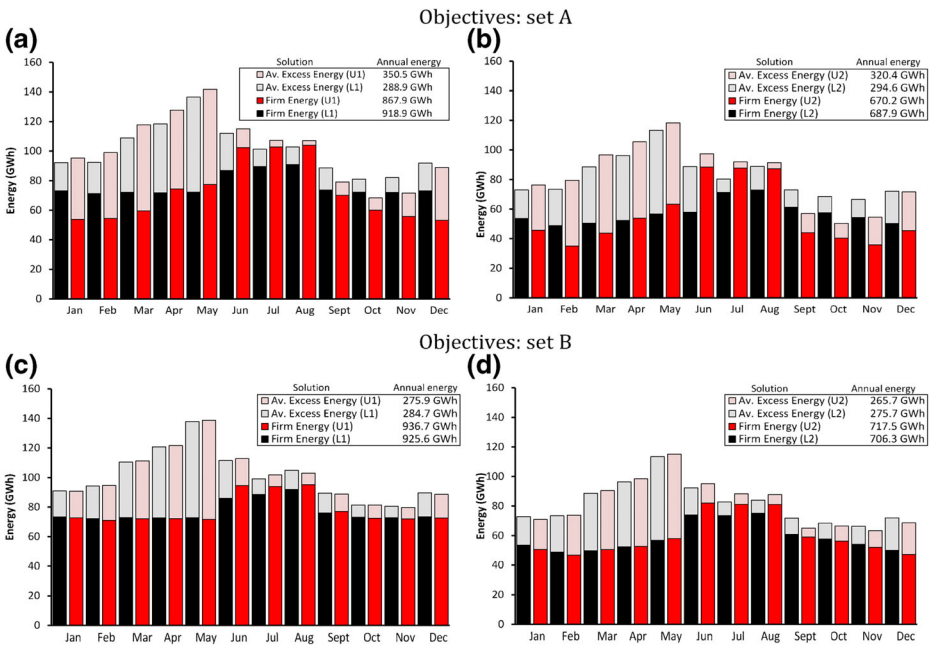 Objectives: set A
(a)
Energy (GWh)
160
140
120
100
80
60
40
20
0
Solution Annual energy
Av. Excess Energy (U1) 350.5 GWh
Av. Excess Energy (L1) 288.9 GWh
Firm Energy (U1) 867.9 GWh
Firm Energy (L1) 918.9 GWh
Jan Feb Mar Apr May Jun Jul Aug Sept Oct Nov Dec
(b)
Energy (GWh)
160
140
120
100
80
60
40
20
0
Solution Annual energy
Av. Excess Energy (U2) 320.4 GWh
Av. Excess Energy (L2) 294.6 GWh
Firm Energy (U2) 670.2 GWh
Firm Energy (L2) 687.9 GWh
Jan Feb Mar Apr May Jun Jul Aug Sept Oct Nov Dec
Objectives: set B
(c)
Energy (GWh)
160
140
120
100
80
60
40
20
0
Solution Annual energy
Av. Excess Energy (U1) 275.9 GWh
Av. Excess Energy (L1) 284.7 GWh
Firm Energy (U1) 936.7 GWh
Firm Energy (L1) 925.6 GWh
Jan Feb Mar Apr May Jun Jul Aug Sept Oct Nov Dec
(d)
Energy (GWh)
160
140
120
100
80
60
40
20
0
Solution Annual energy
Av. Excess Energy (U2) 265.7 GWh
Av. Excess Energy (L2) 275.7 GWh
Firm Energy (U2) 717.5 GWh
Firm Energy (L2) 706.3 GWh
Jan Feb Mar Apr May Jun Jul Aug Sept Oct Nov Dec